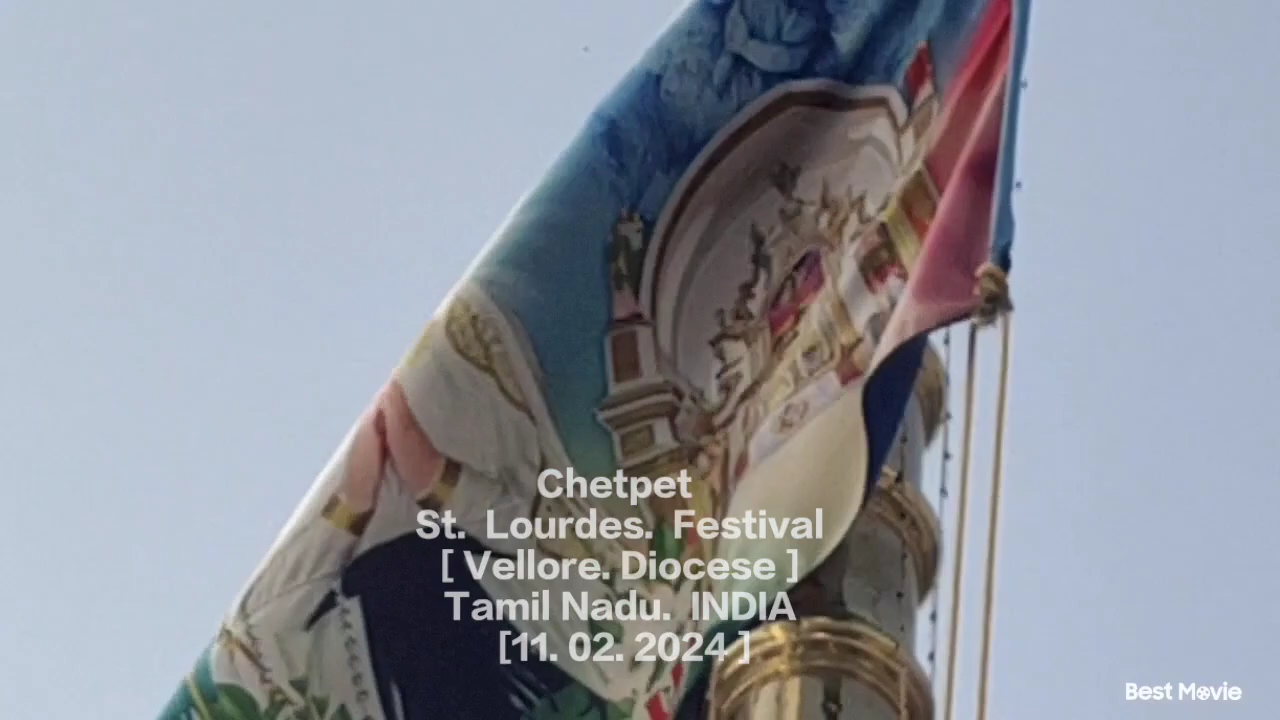 Chetpet
St. Lourdes. Festival
[ Vellore. Diocese ]
Tamil Nadu. INDIA
[11. 02. 2024 ]
Best Movie